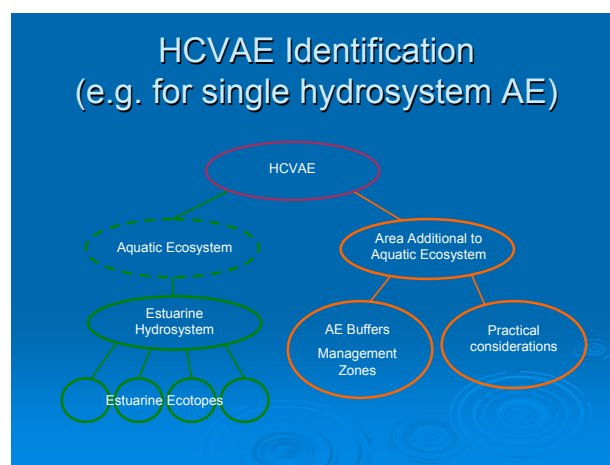 HCVAE Identification
(e.g. for single hydrosystem AE)
HCVAE
Aquatic Ecosystem
Area Additional to
Aquatic Ecosystem
Estuarine
Hydrosystem
AE Buffers
Management
Zones
Practical
considerations
Estuarine Ecotopes